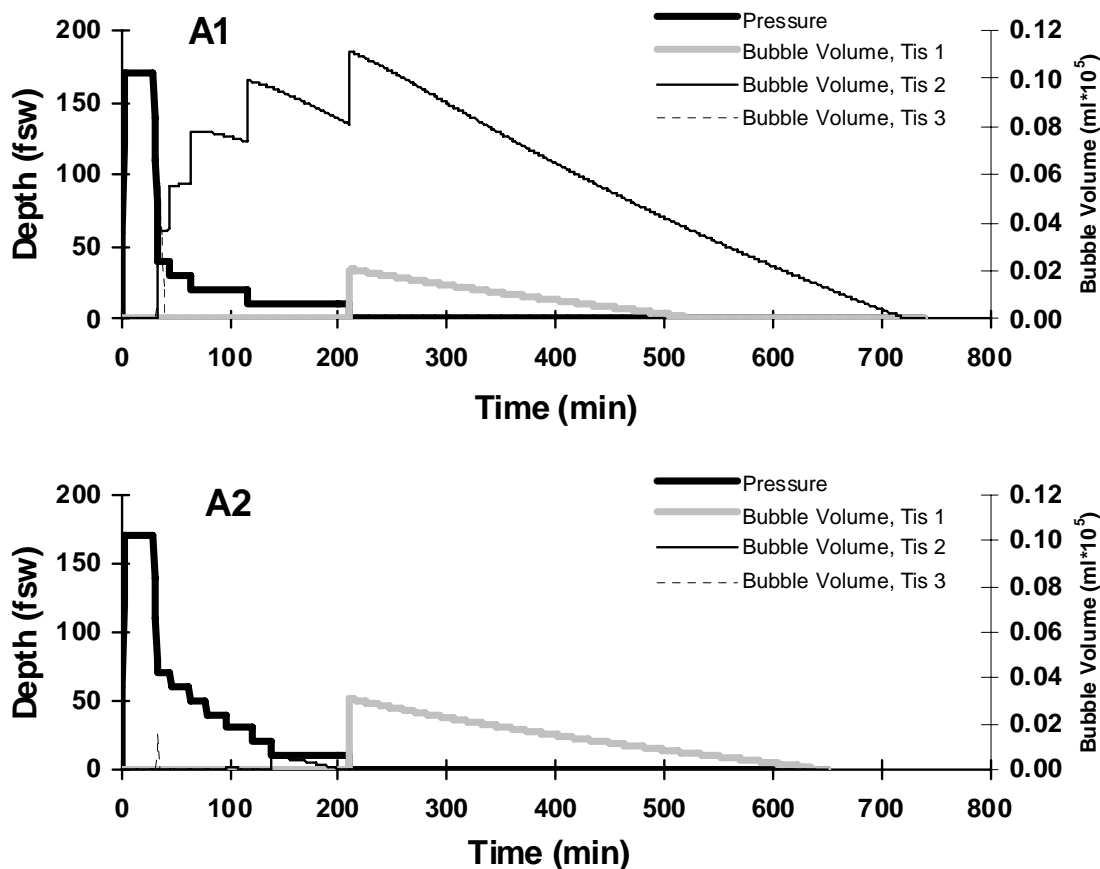 A1
Pressure
Bubble Volume, Tis 1
Bubble Volume, Tis 2
Bubble Volume, Tis 3
Depth (fsw)
200
150
100
50
0
0.12
0.10
0.08
0.06
0.04
0.02
0.00
Bubble Volume (ml*10⁵)
0 100 200 300 400 500 600 700 800
Time (min)
A2
Pressure
Bubble Volume, Tis 1
Bubble Volume, Tis 2
Bubble Volume, Tis 3
Depth (fsw)
200
150
100
50
0
0.12
0.10
0.08
0.06
0.04
0.02
0.00
Bubble Volume (ml*10⁵)
0 100 200 300 400 500 600 700 800
Time (min)